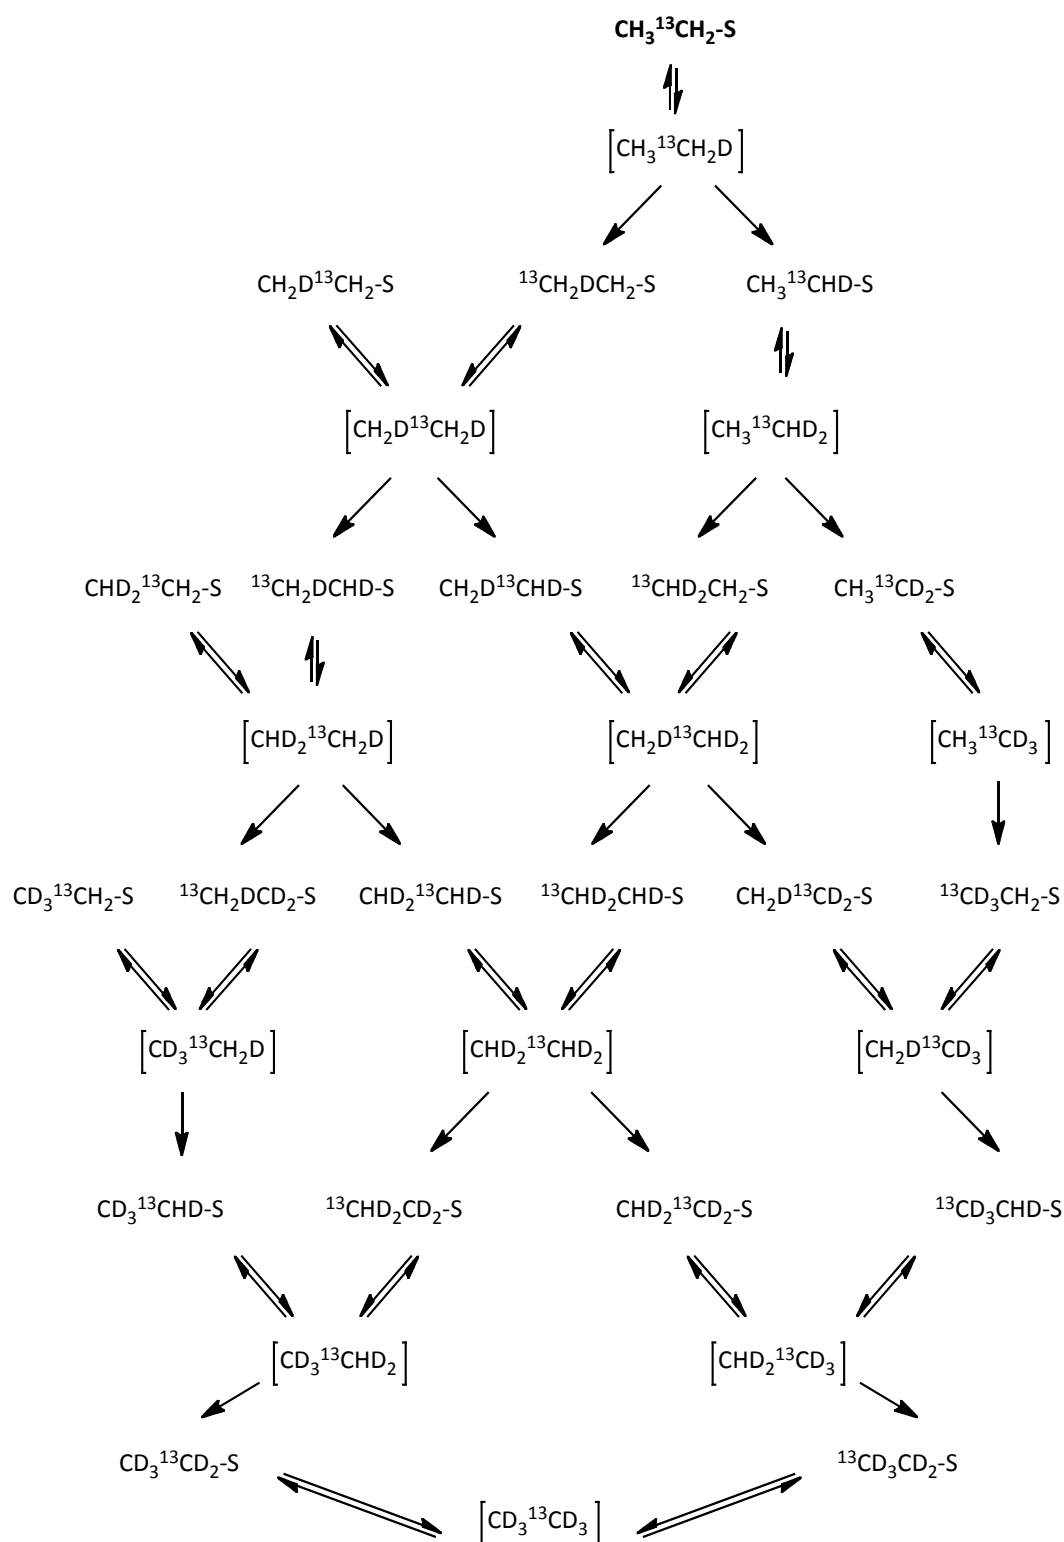 CH₃¹³CH₂-S
[CH₃¹³CH₂D]
CH₂D¹³CH₂-S ¹³CH₂DCH₂-S CH₃¹³CHD-S
[CH₂D¹³CH₂D] [CH₃¹³CHD₂]
CHD₂¹³CH₂-S ¹³CH₂DCHD-S CH₂D¹³CHD-S ¹³CHD₂CH₂-S CH₃¹³CD₂-S
[CHD₂¹³CH₂D] [CH₂D¹³CHD₂] [CH₃¹³CD₃]
CD₃¹³CH₂-S ¹³CH₂DCD₂-S CHD₂¹³CHD-S ¹³CHD₂CHD-S CH₂D¹³CD₂-S ¹³CD₃CH₂-S
[CD₃¹³CH₂D] [CHD₂¹³CHD₂] [CH₂D¹³CD₃]
CD₃¹³CHD-S ¹³CHD₂CD₂-S CHD₂¹³CD₂-S ¹³CD₃CHD-S
[CD₃¹³CHD₂] [CHD₂¹³CD₃]
CD₃¹³CD₂-S ¹³CD₃CD₂-S
[CD₃¹³CD₃]